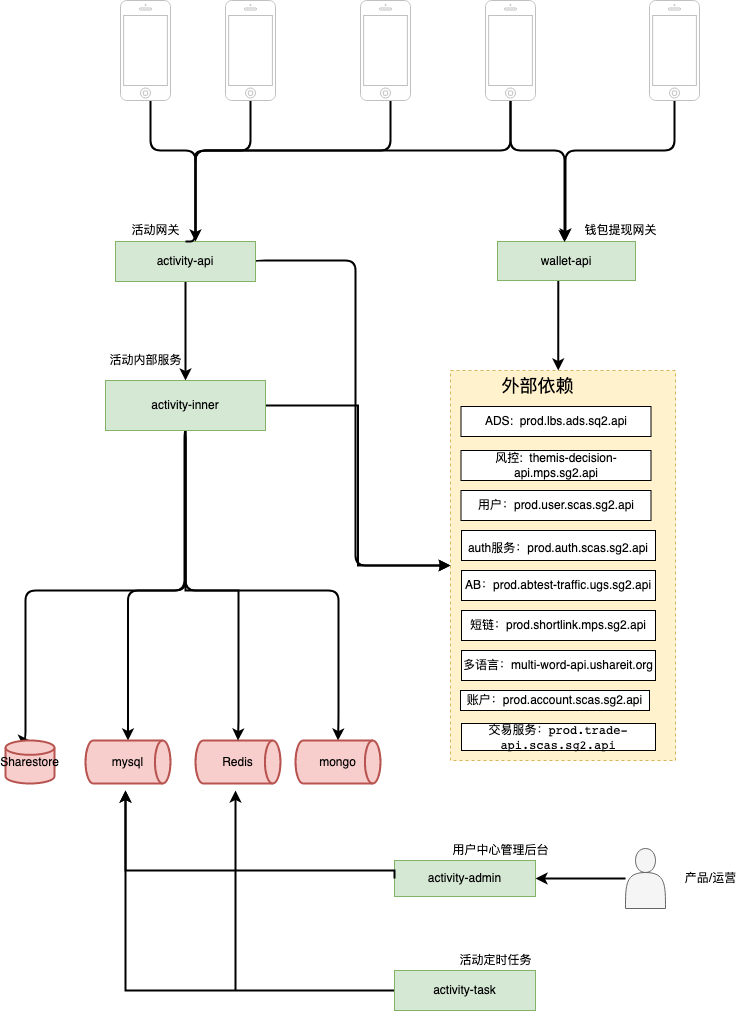 活动网关
钱包提现网关
activity-api
wallet-api
活动内部服务
activity-inner
外部依赖
ADS：prod.lbs.ads.sq2.api
风控：themis-decision-
api.mps.sg2.api
用户：prod.user.scas.sg2.api
auth服务：prod.auth.scas.sg2.api
AB：prod.abtest-traffic.ugs.sg2.api
短链：prod.shortlink.mps.sg2.api
多语言：multi-word-api.ushareit.org
账户：prod.account.scas.sg2.api
交易服务：prod.trade-
api.scas.sg2.api
Sharestore
mysql
Redis
mongo
用户中心管理后台
activity-admin
产品/运营
活动定时任务
activity-task